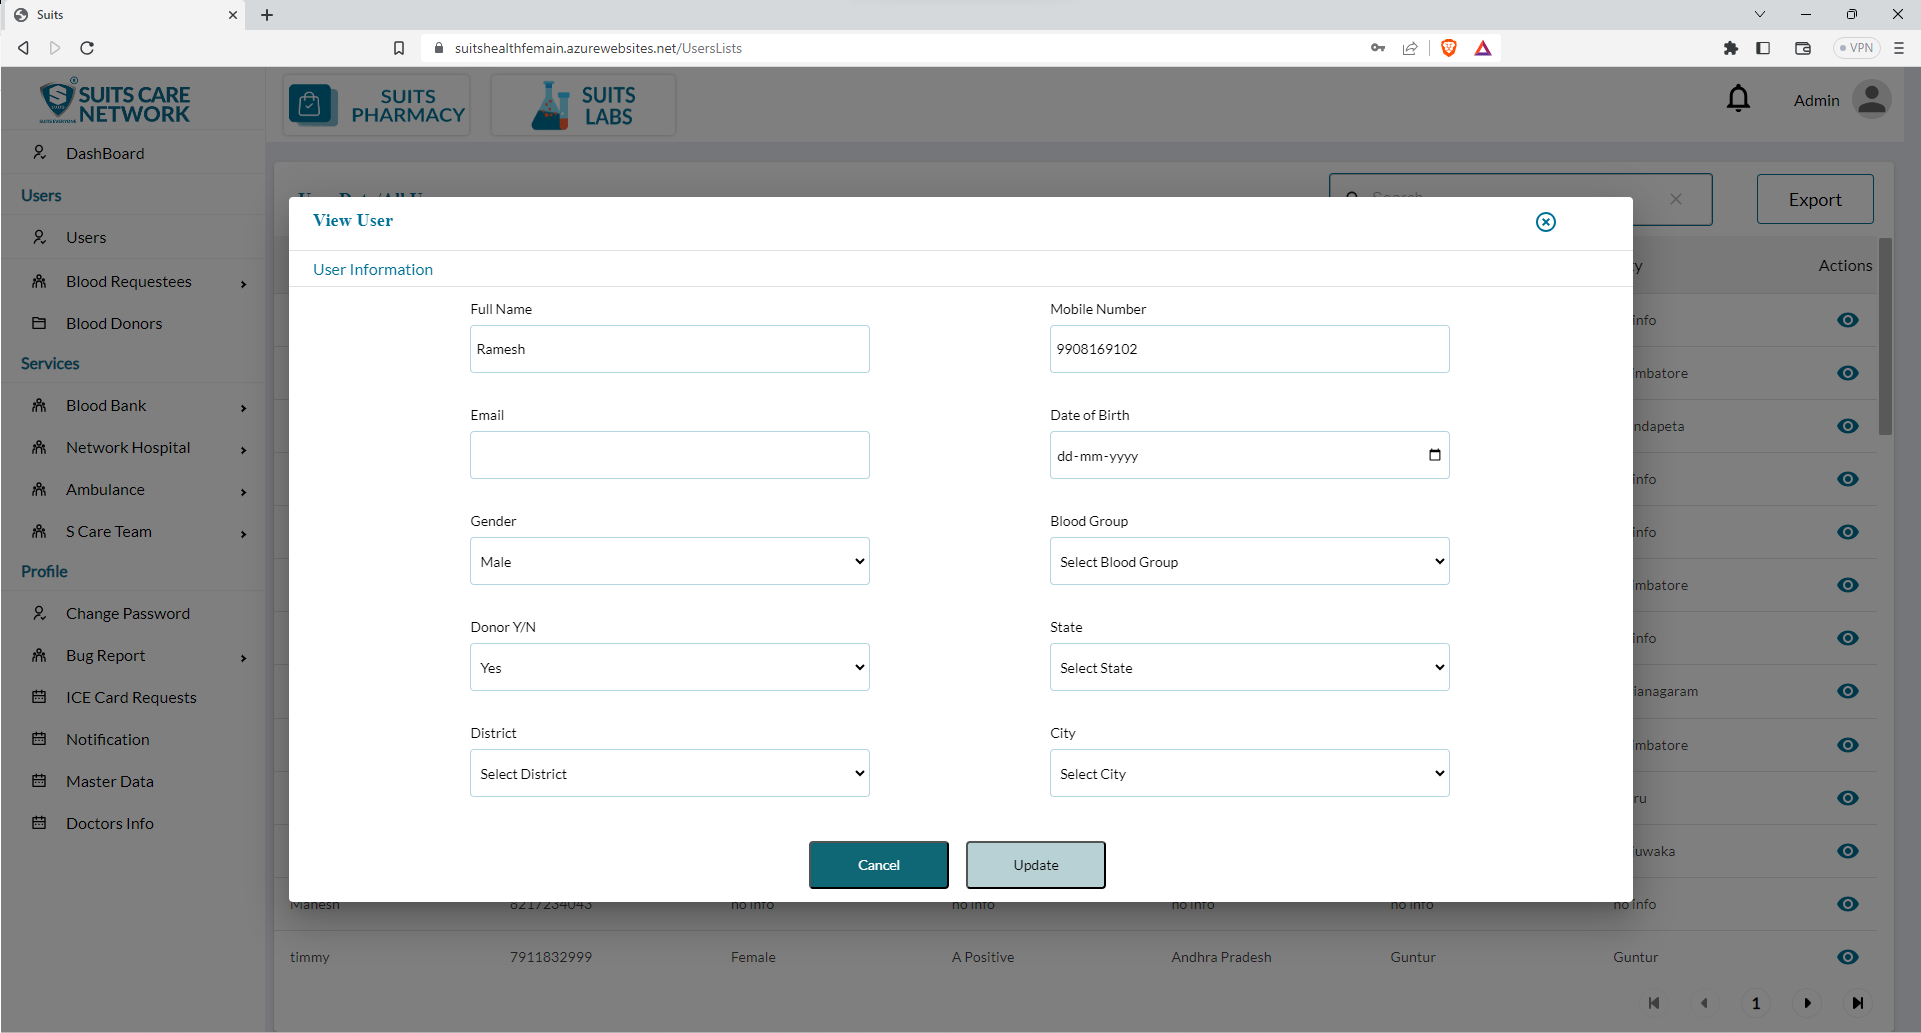 Suits
suitshealthfemain.azurewebsites.net/UsersLists
VPN
SUITS CARE
NETWORK
SUITS
PHARMACY
SUITS
LABS
Admin
DashBoard
Users
Users
Blood Requestees
Blood Donors
Services
Blood Bank
Network Hospital
Ambulance
S Care Team
Profile
Change Password
Bug Report
ICE Card Requests
Notification
Master Data
Doctors Info
Search
Export
View User
User Information
Full Name
Ramesh
Mobile Number
9908169102
Email
Date of Birth
dd-mm-yyyy
Gender
Male
Blood Group
Select Blood Group
Donor Y/N
Yes
State
Select State
District
Select District
City
Select City
Cancel
Update
Actions
info
mbatore
ndapeta
info
info
mbatore
info
ianagaram
mbatore
ru
uwaka
Mahesh 8217234043 no info no info no info no info no info
timmy 7911832999 Female A Positive Andhra Pradesh Guntur Guntur
1